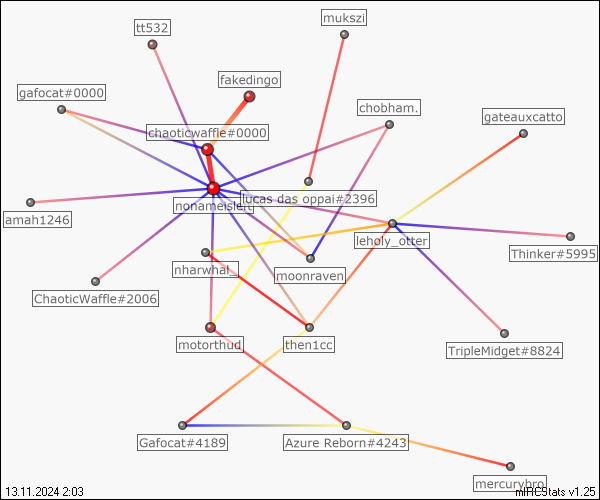 mukszi
tt532
fakedingo
gafocat#0000
chobham.
gateauxcatto
chaoticwaffle#0000
lucas das oppai#2396
nonameisleft
amah1246
leholy_otter
Thinker#5995
nharwhal_
moonraven
ChaoticWaffle#2006
motorthud
then1cc
TripleMidget#8824
Gafocat#4189
Azure Reborn#4243
mercurybro
13.11.2024 2:03
mIRCStats v1.25